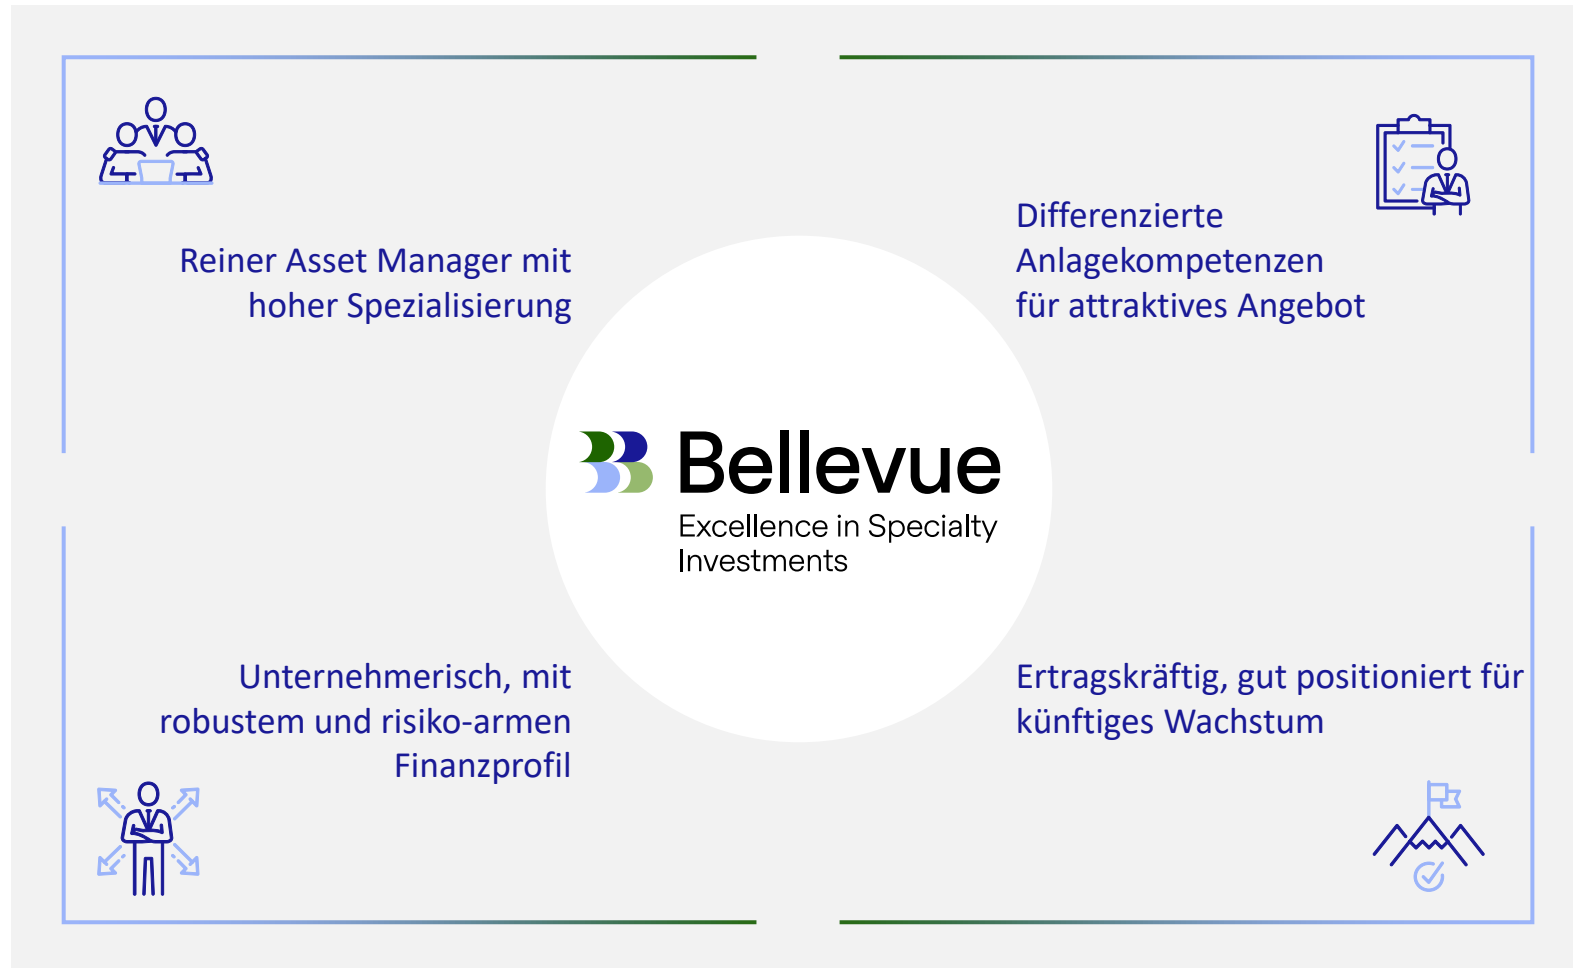 Reiner Asset Manager mit
hoher Spezialisierung
Differenzierte
Anlagekompetenzen
für attraktives Angebot
Bellevue
Excellence in Specialty
Investments
Unternehmerisch, mit
robustem und risiko-armen
Finanzprofil
Ertragskräftig, gut positioniert für
künftiges Wachstum